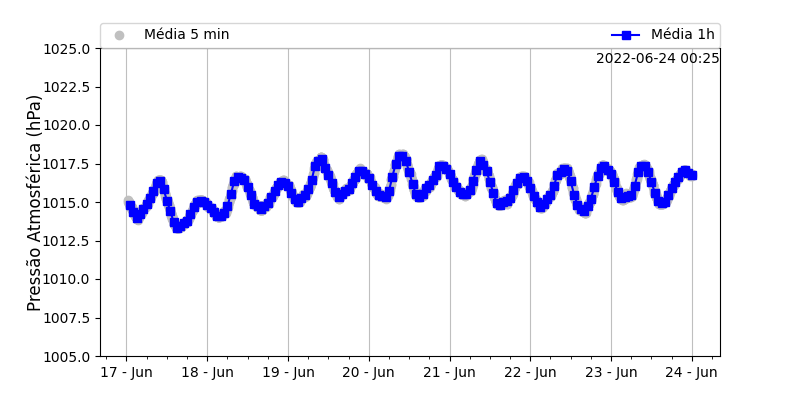 Média 5 min
Média 1h
2022-06-24 00:25
Pressão Atmosférica (hPa)
1025.0
1022.5
1020.0
1017.5
1015.0
1012.5
1010.0
1007.5
1005.0
17 - Jun
18 - Jun
19 - Jun
20 - Jun
21 - Jun
22 - Jun
23 - Jun
24 - Jun